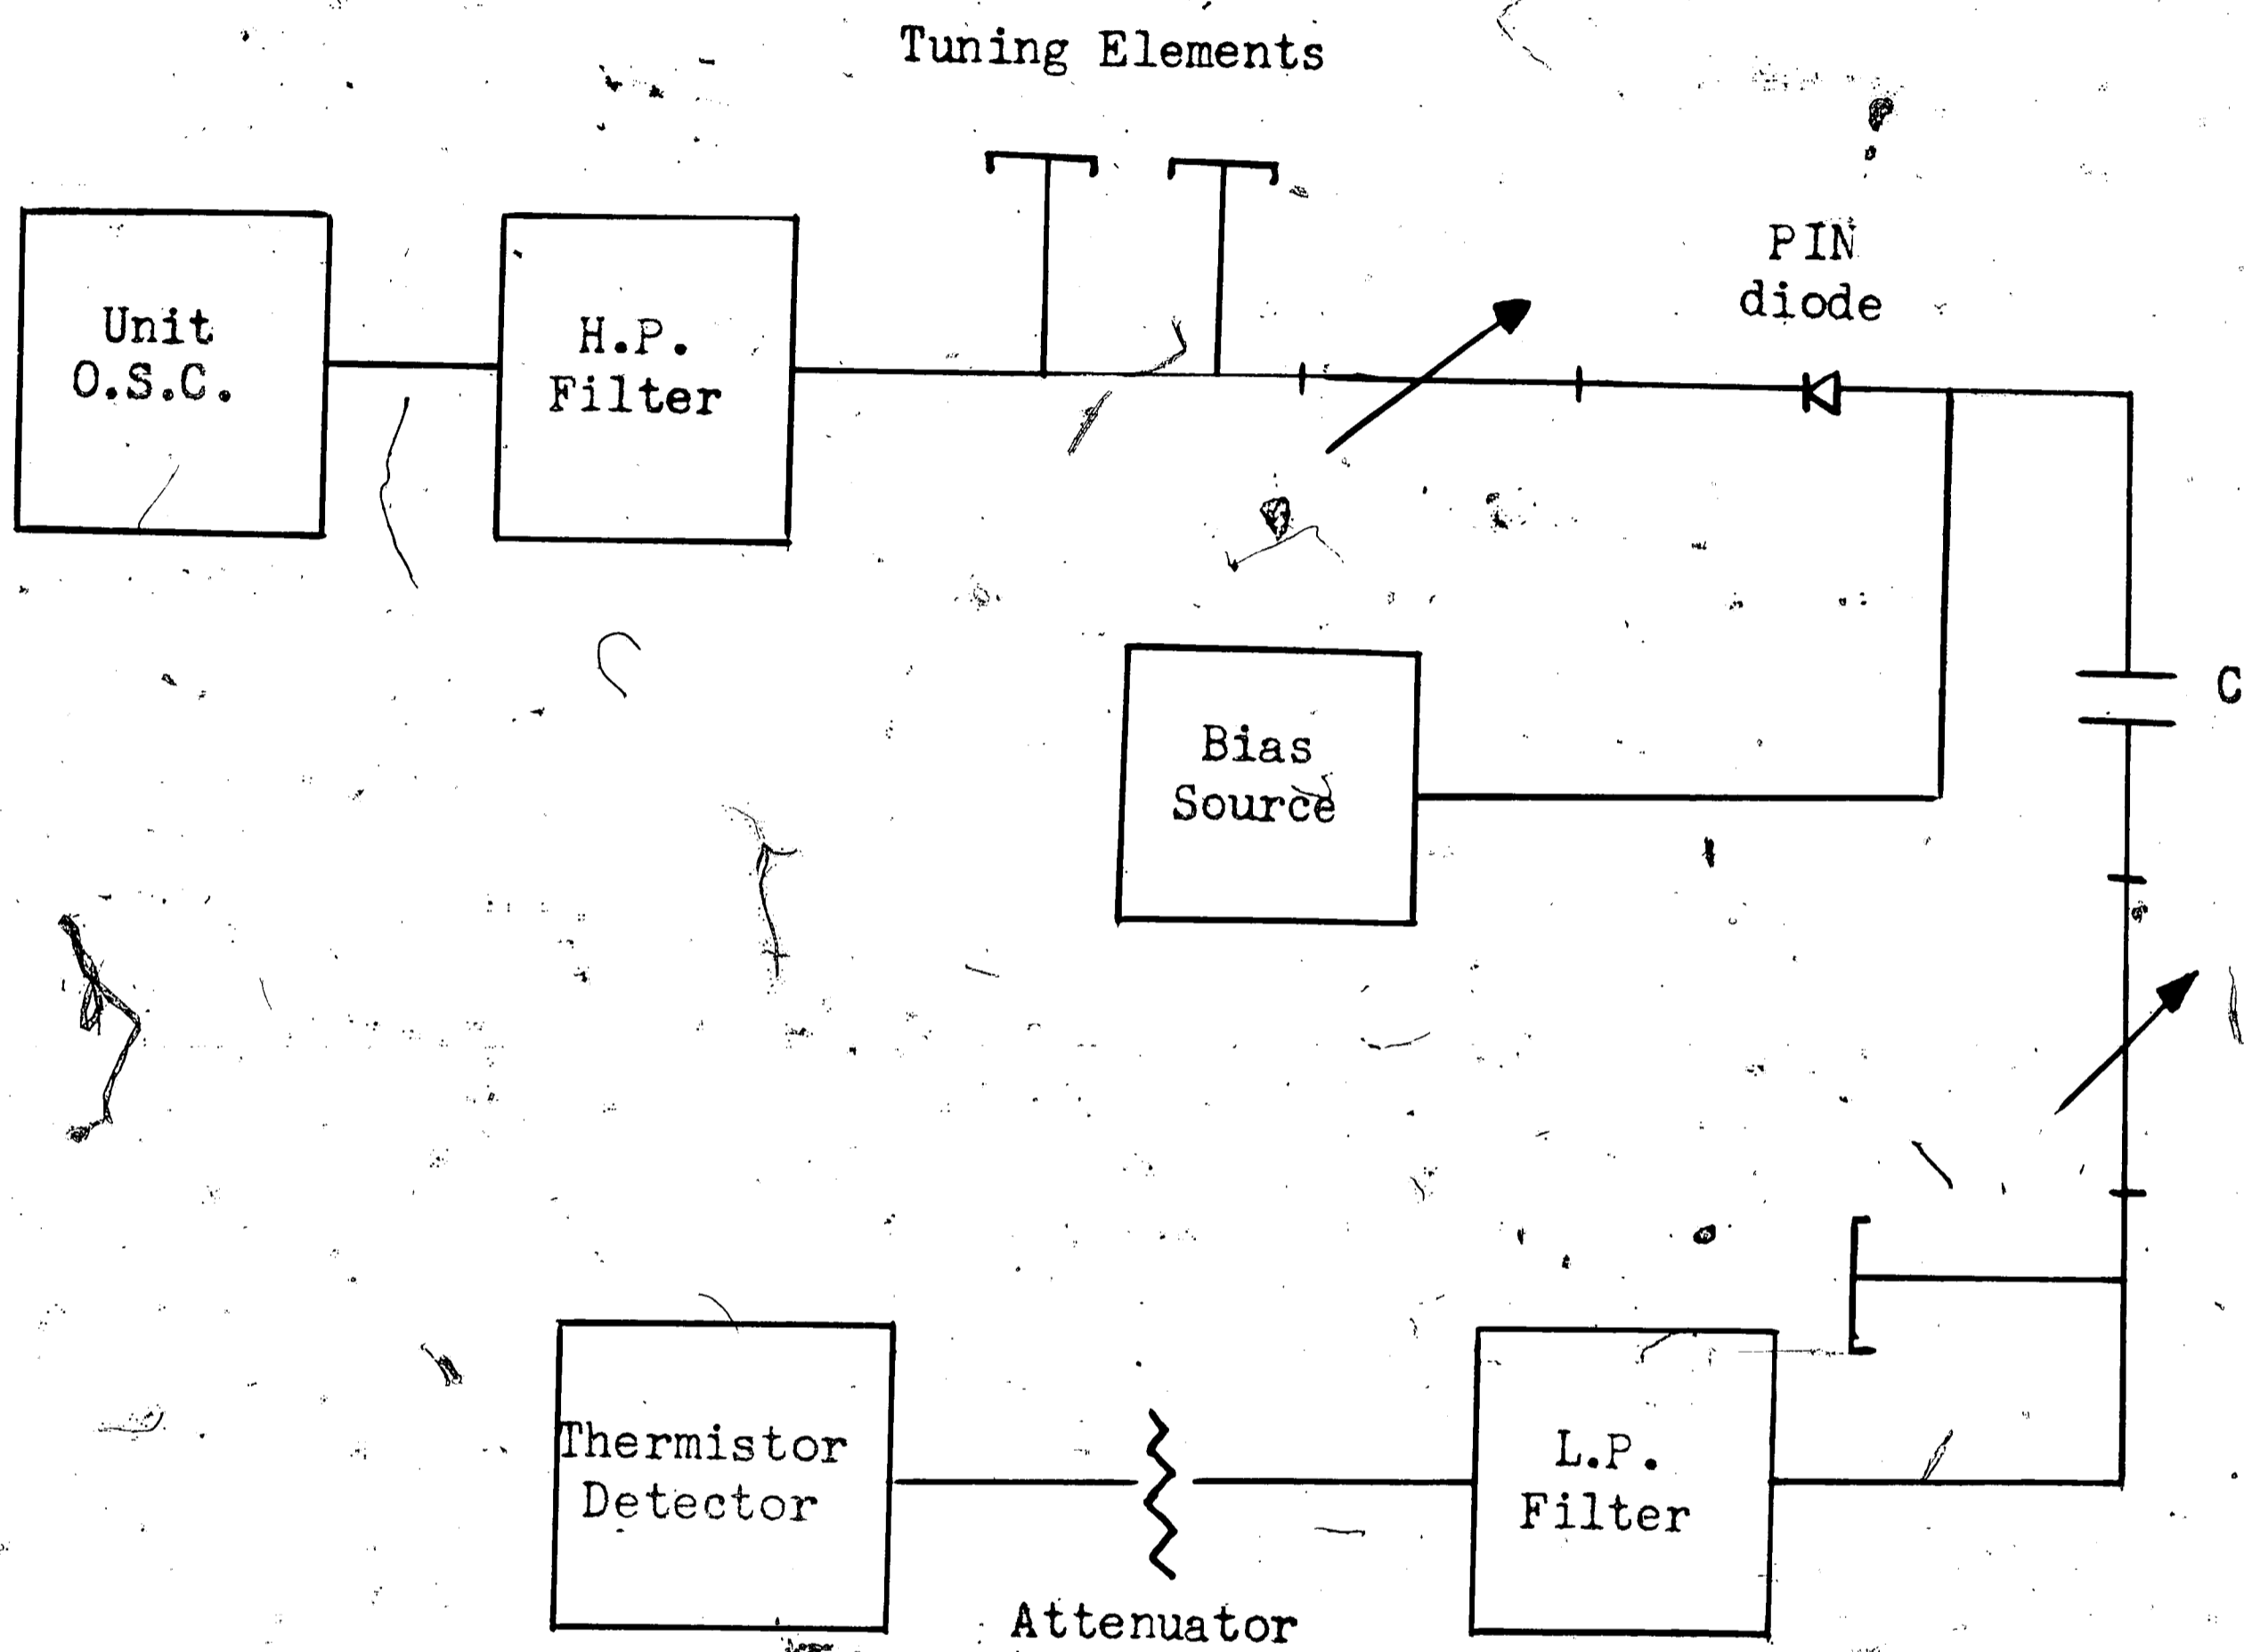 Tuning Elements
Unit
O.S.C.
H.P.
Filter
PIN
diode
C
Bias
Source
Thermistor
Detector
Attenuator
L.P.
Filter